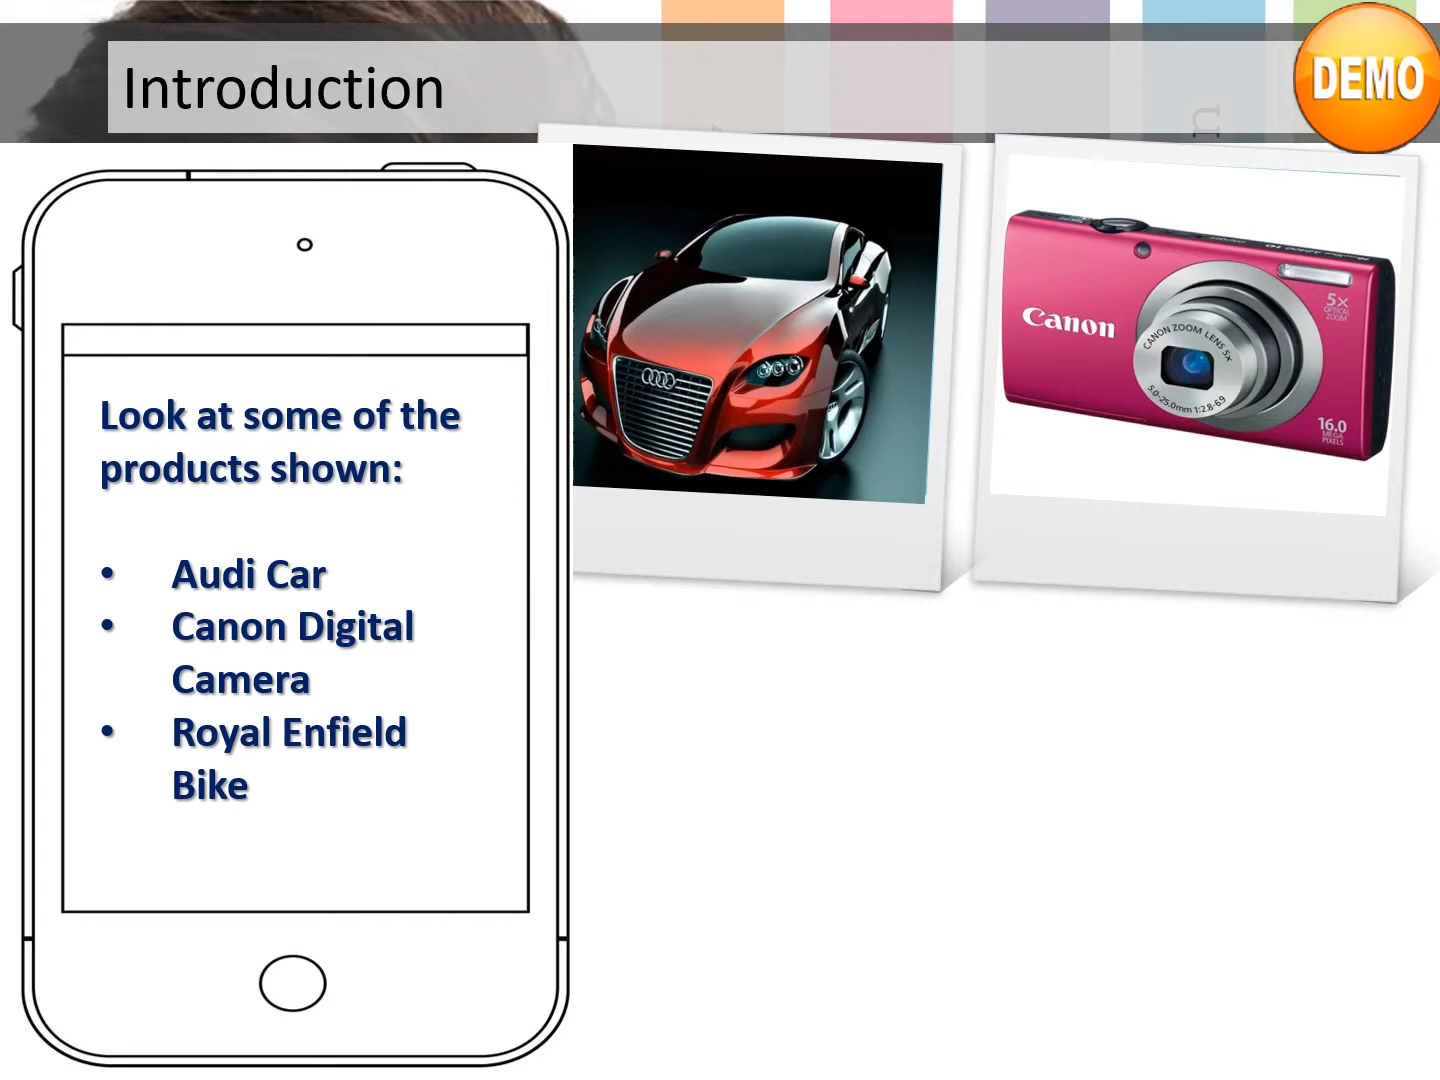 Introduction
DEMO
n
Look at some of the
products shown:
• Audi Car
• Canon Digital
Camera
• Royal Enfield
Bike
Canon
CANON ZOOM LENS 5x
5.0-25.0mm 1:2.8-6.9
5x
OPTICAL
ZOOM
16.0
MEGA
PIXELS